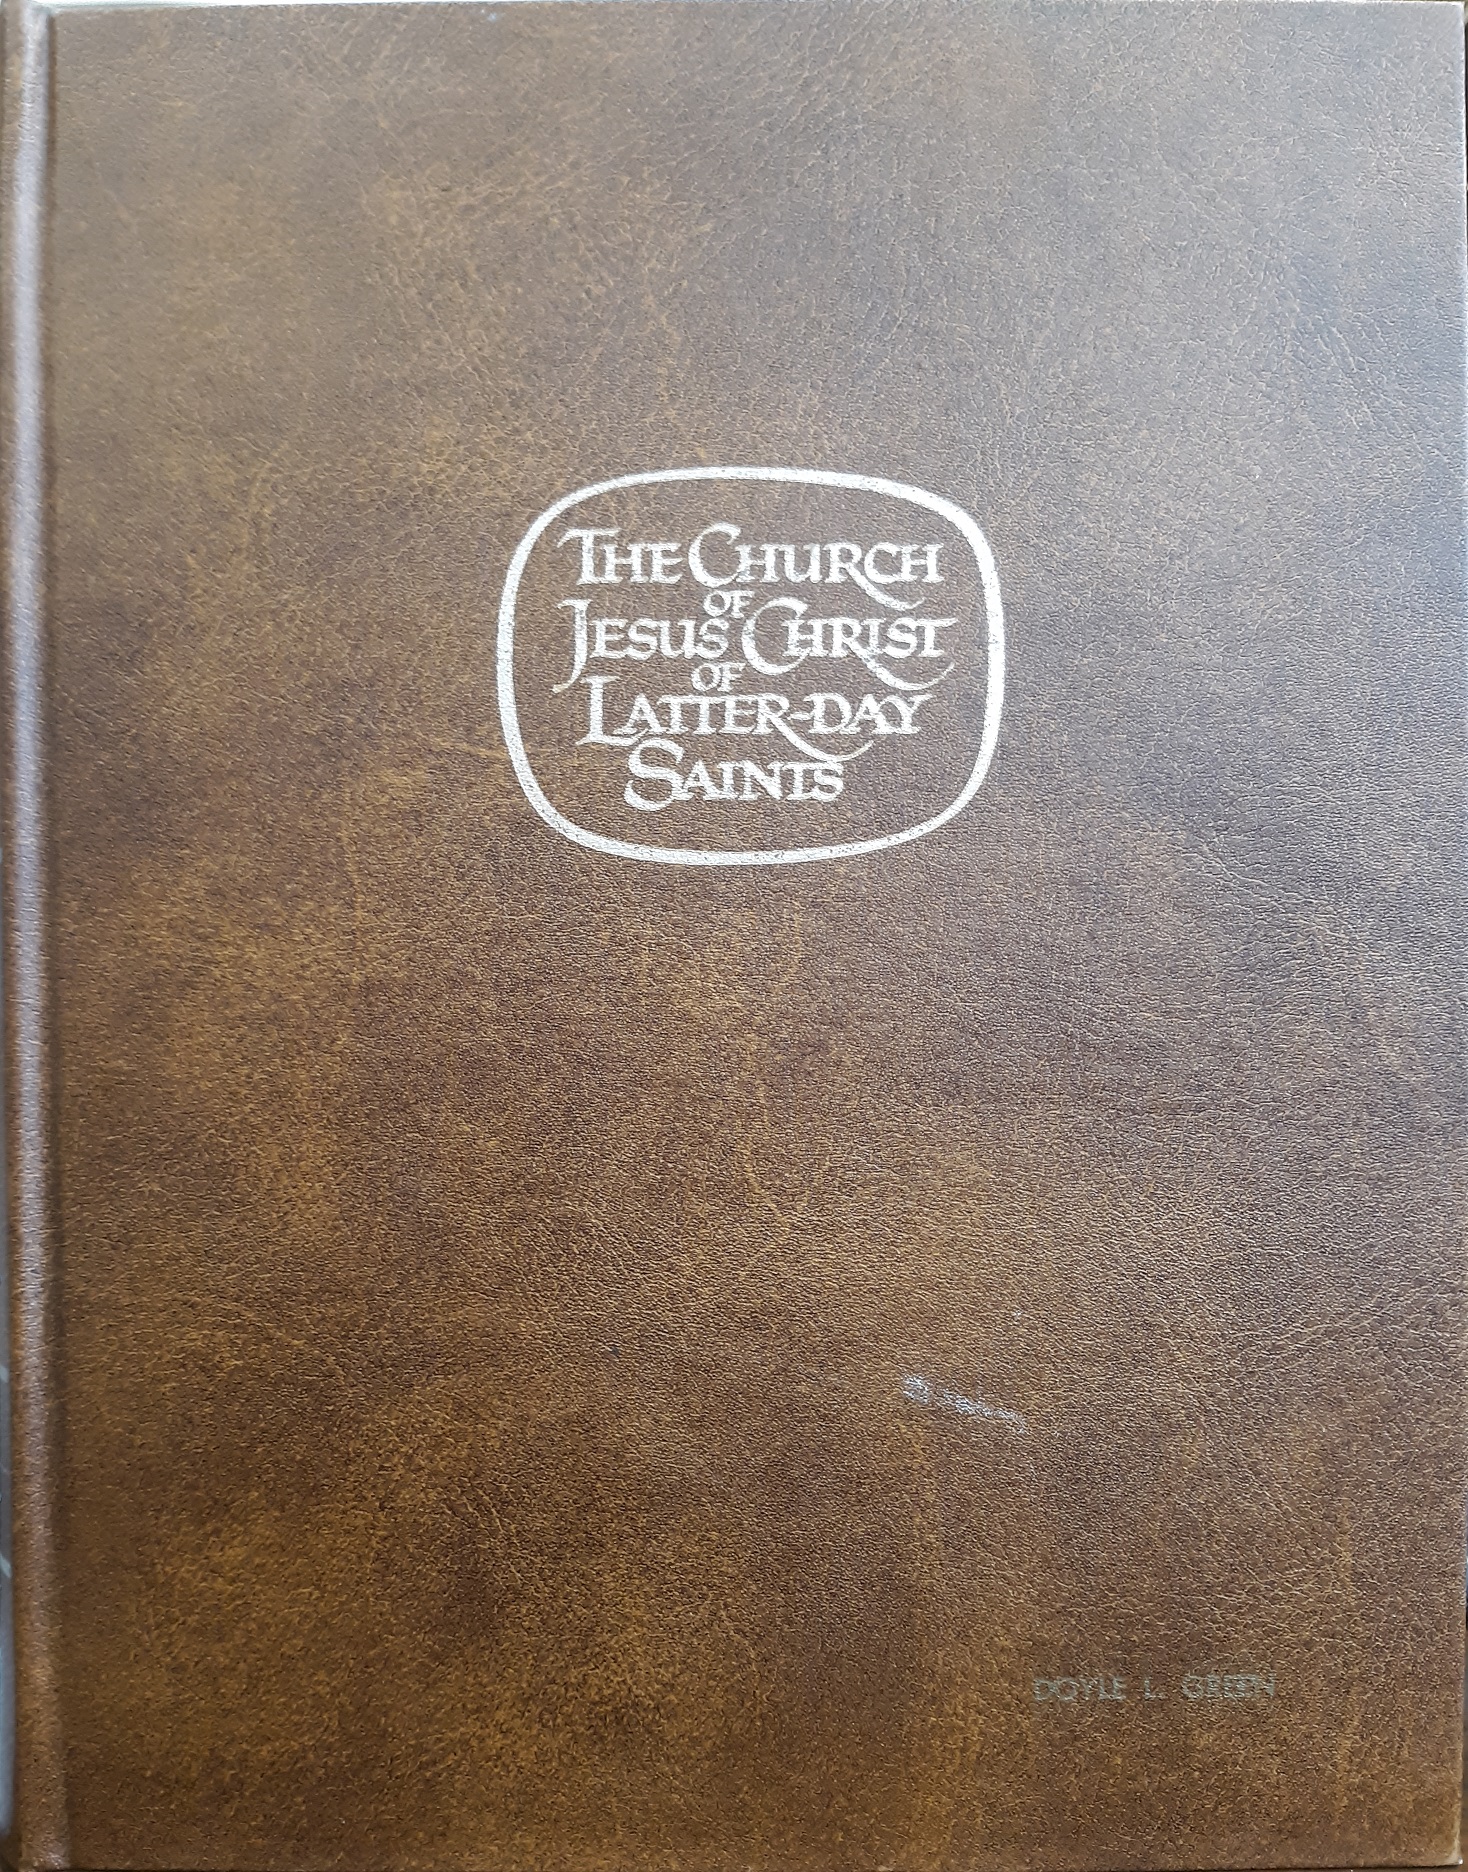 THE CHURCH
OF
JESUS CHRIST
OF
LATTER-DAY
SAINTS
DOYLE L. GREEN